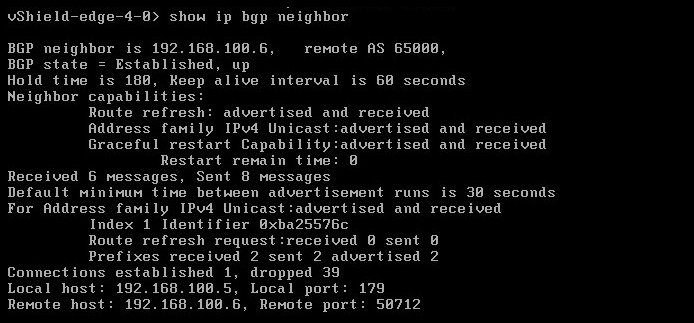 vShield-edge-4-0> show ip bgp neighbor
BGP neighbor is 192.168.100.6,   remote AS 65000,
BGP state = Established, up
Hold time is 180, Keep alive interval is 60 seconds
Neighbor capabilities:
Route refresh: advertised and received
Address family IPv4 Unicast:advertised and received
Graceful restart Capability:advertised and received
Restart remain time: 0
Received 6 messages, Sent 8 messages
Default minimum time between advertisement runs is 30 seconds
For Address family IPv4 Unicast:advertised and received
Index 1 Identifier 0xba25576c
Route refresh request:received 0 sent 0
Prefixes received 2 sent 2 advertised 2
Connections established 1, dropped 39
Local host: 192.168.100.5, Local port: 179
Remote host: 192.168.100.6, Remote port: 50712